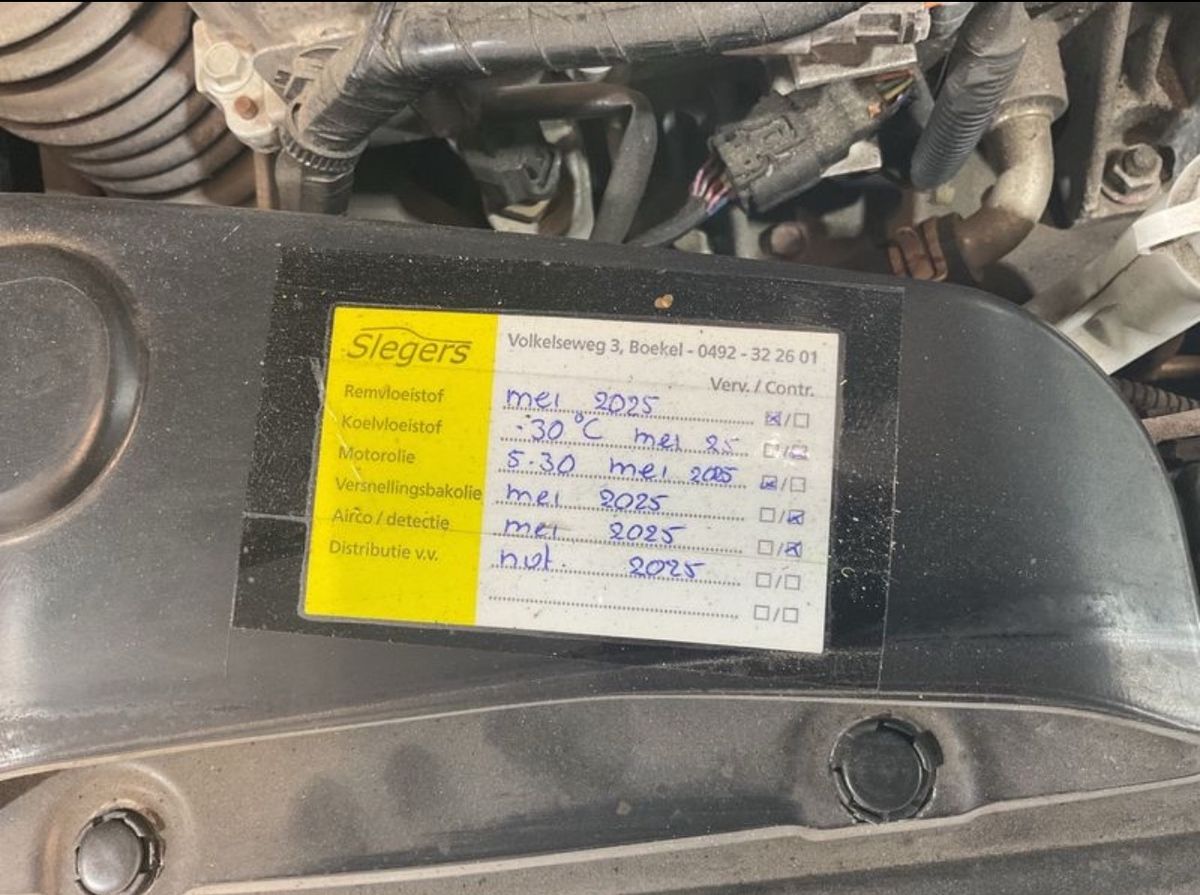 Slegers
Volkelseweg 3, Boekel - 0492 - 32 26 01
Verv. / Contr.
Remvloeistof mei 2025
Koelvloeistof -30°C mei 25
Motorolie 5-30 mei 2025
Versnellingsbakolie mei 2025
Airco / detectie mei 2025
Distributie v.v. 2025